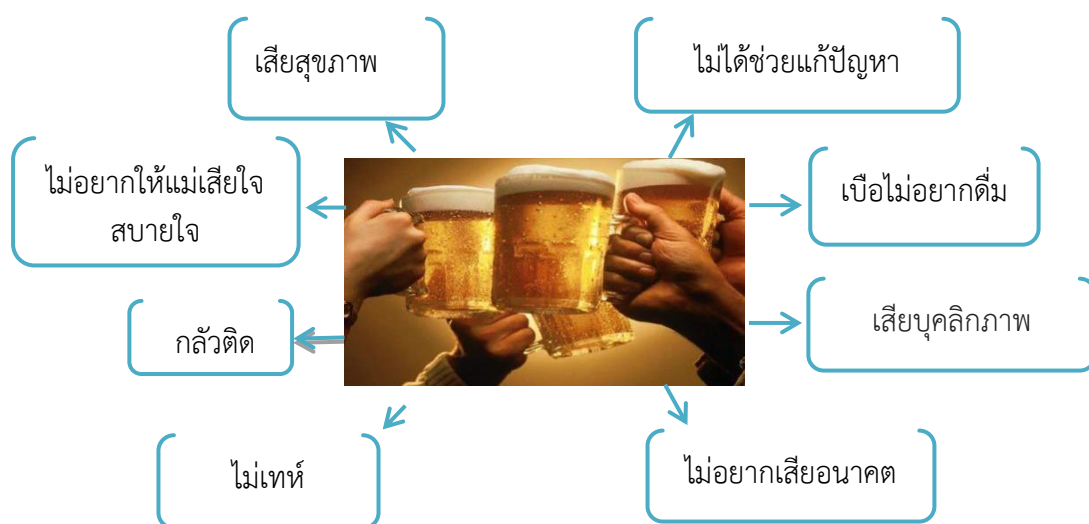 เสียสุขภาพ
ไม่ได้ช่วยแก้ปัญหา
ไม่อยากให้แม่เสียใจ
สบายใจ
เบือไม่อยากดื่ม
กลัวติด
เสียบุคลิกภาพ
ไม่เทห์
ไม่อยากเสียอนาคต